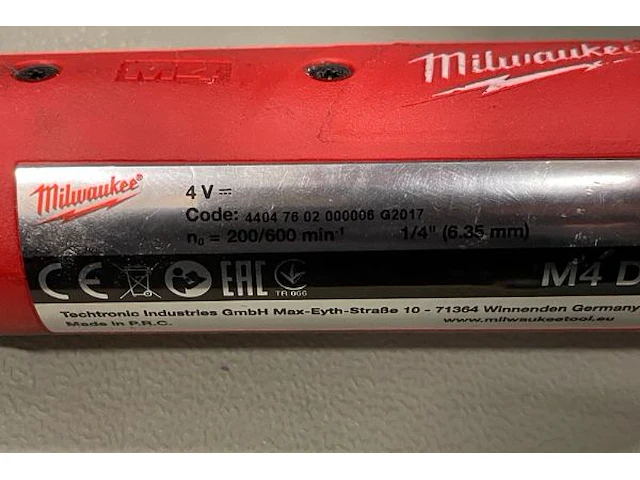 M4
Milwaukee
Milwaukee®
4 V ⎓
Code: 4404 76 02 000006 G2017
n₀ = 200/600 min⁻¹ 1/4" (6.35 mm)
CE EAC TR 066 M4 D
Techtronic Industries GmbH Max-Eyth-Straße 10 - 71364 Winnenden Germany
Made in P.R.C. www.milwaukeetool.eu